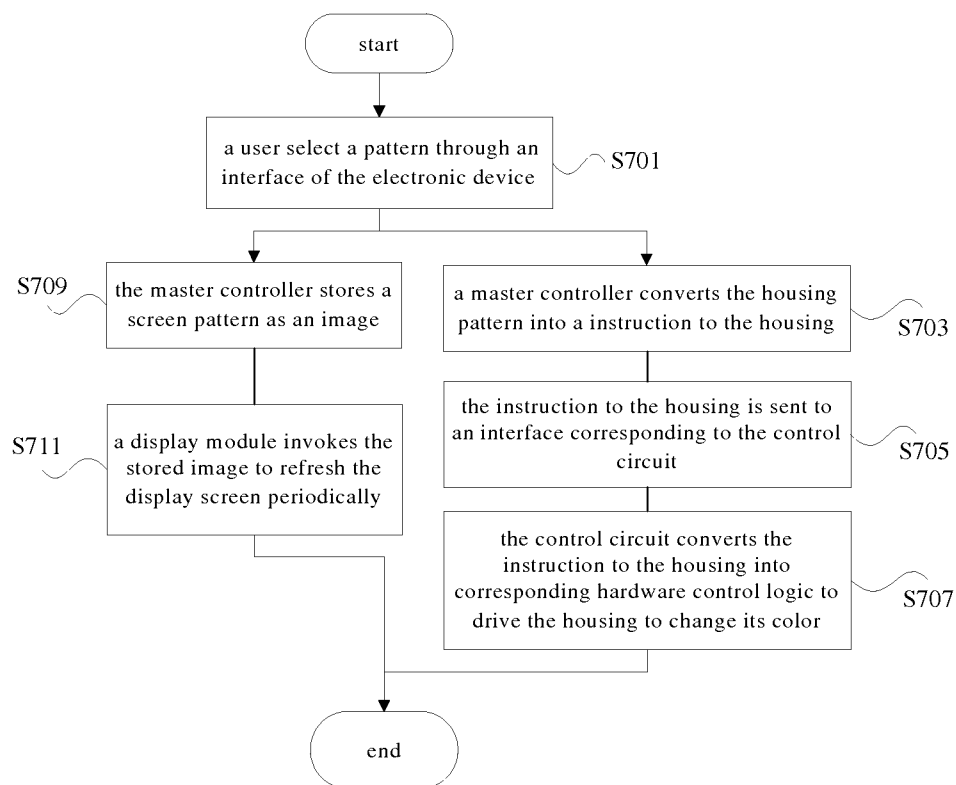 start
a user select a pattern through an
interface of the electronic device
S701
S709
the master controller stores a
screen pattern as an image
a master controller converts the housing
pattern into a instruction to the housing
S703
S711
a display module invokes the
stored image to refresh the
display screen periodically
the instruction to the housing is sent to
an interface corresponding to the control
circuit
S705
the control circuit converts the
instruction to the housing into
corresponding hardware control logic to
drive the housing to change its color
S707
end